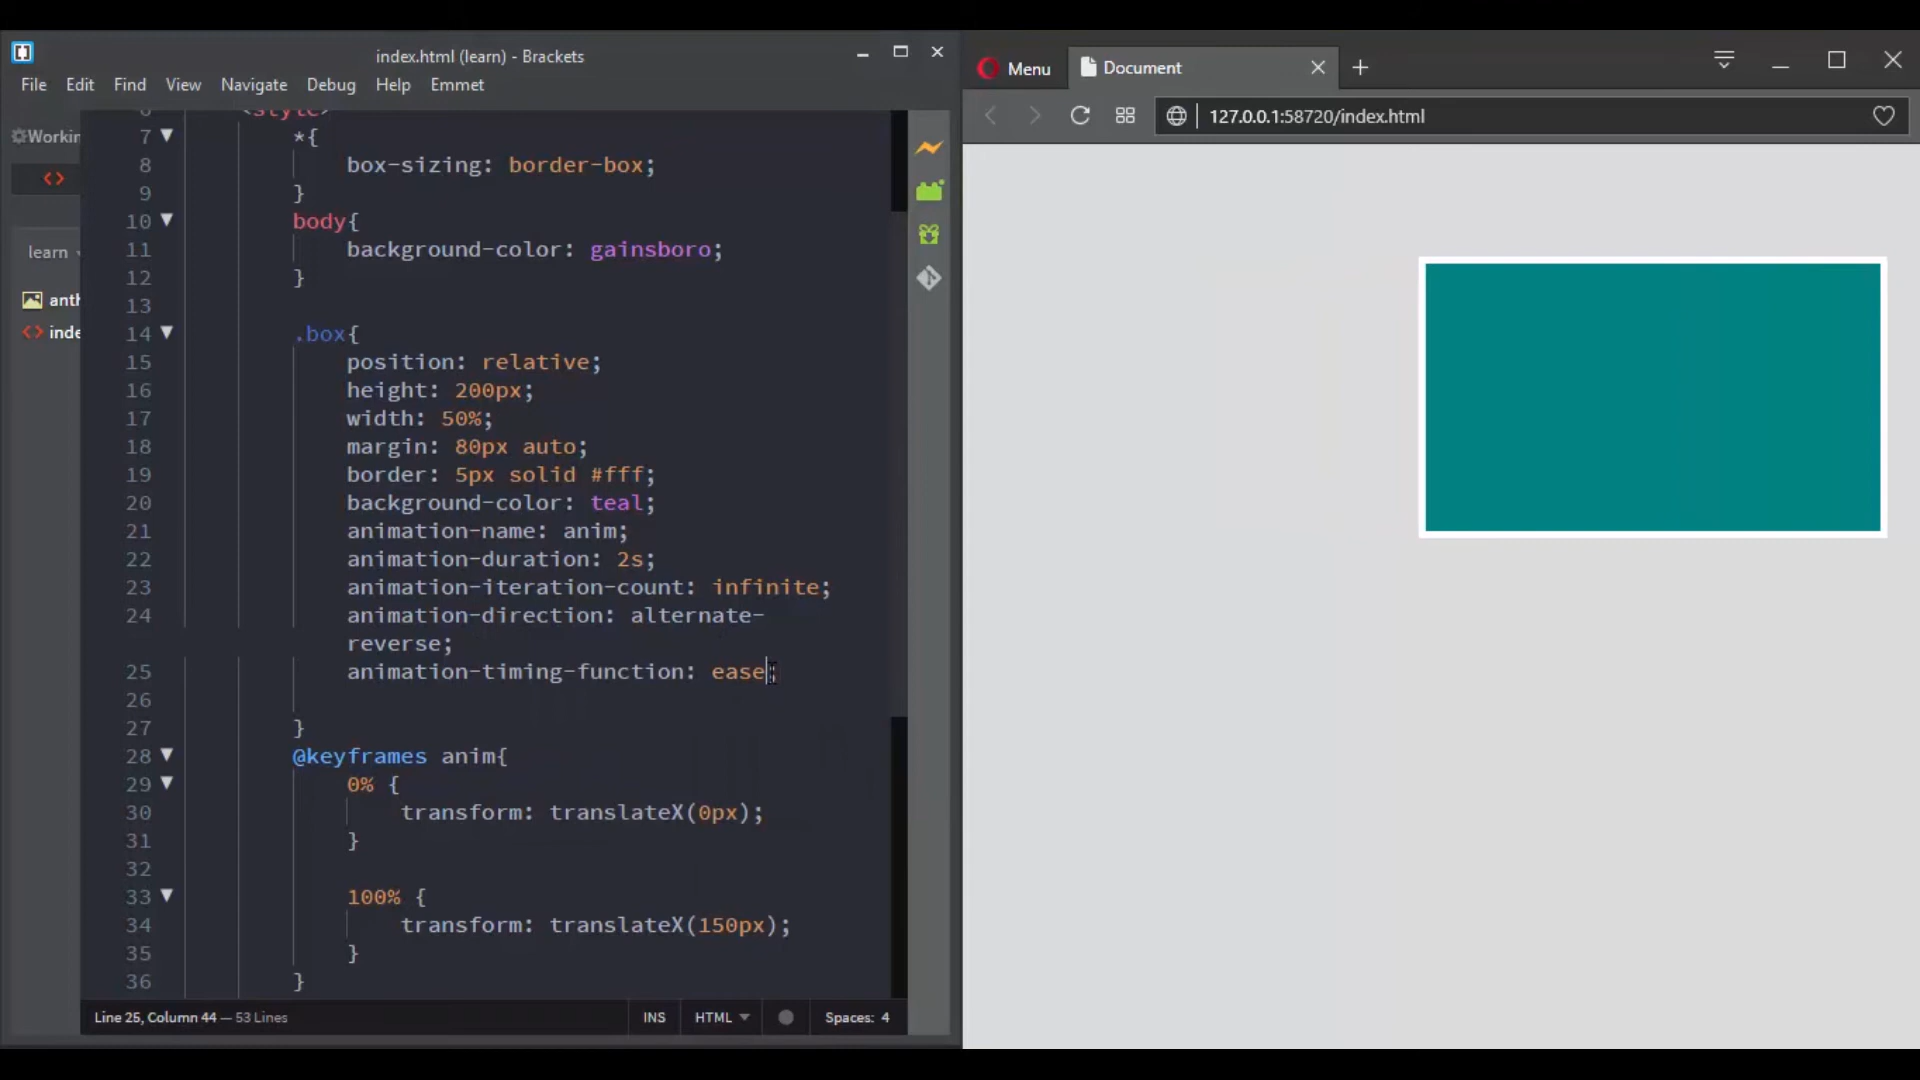 index.html (learn) - Brackets
File Edit Find View Navigate Debug Help Emmet
Workin
learn
anth
inde
6 <style>
7 *{
8 box-sizing: border-box;
9 }
10 body{
11 background-color: gainsboro;
12 }
13
14 .box{
15 position: relative;
16 height: 200px;
17 width: 50%;
18 margin: 80px auto;
19 border: 5px solid #fff;
20 background-color: teal;
21 animation-name: anim;
22 animation-duration: 2s;
23 animation-iteration-count: infinite;
24 animation-direction: alternate-
reverse;
25 animation-timing-function: ease;
26
27 }
28 @keyframes anim{
29 0% {
30 transform: translateX(0px);
31 }
32
33 100% {
34 transform: translateX(150px);
35 }
36 }
Line 25, Column 44 — 53 Lines
INS HTML Spaces: 4
Menu Document
127.0.0.1:58720/index.html